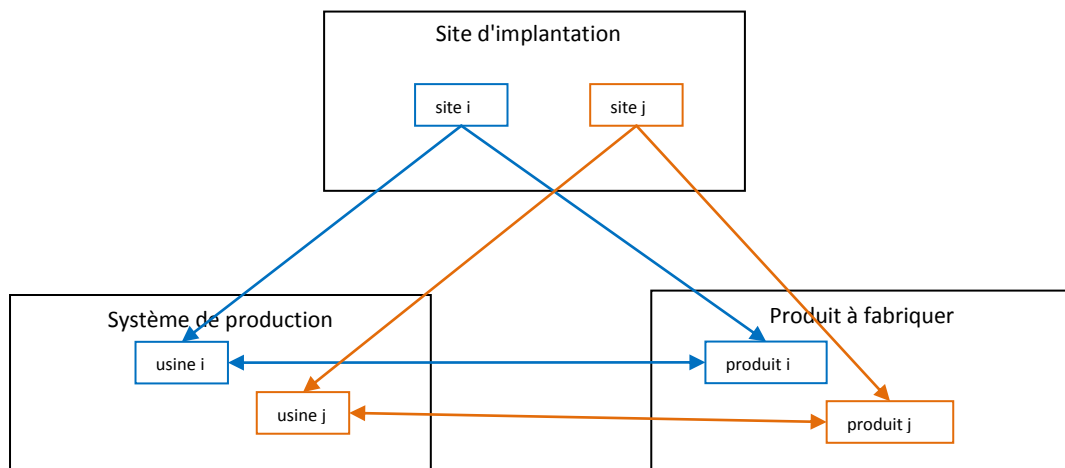 Site d'implantation
site i
site j
Système de production
Produit à fabriquer
usine i
produit i
usine j
produit j